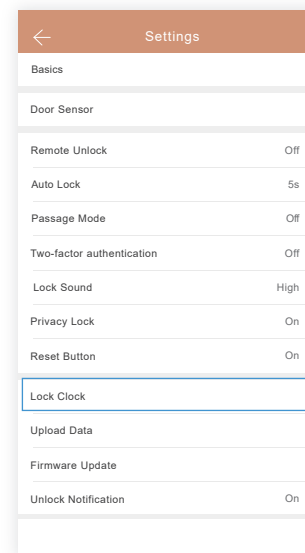 Settings
Basics
Door Sensor
Remote Unlock Off
Auto Lock 5s
Passage Mode Off
Two-factor authentication Off
Lock Sound High
Privacy Lock On
Reset Button On
Lock Clock
Upload Data
Firmware Update
Unlock Notification On